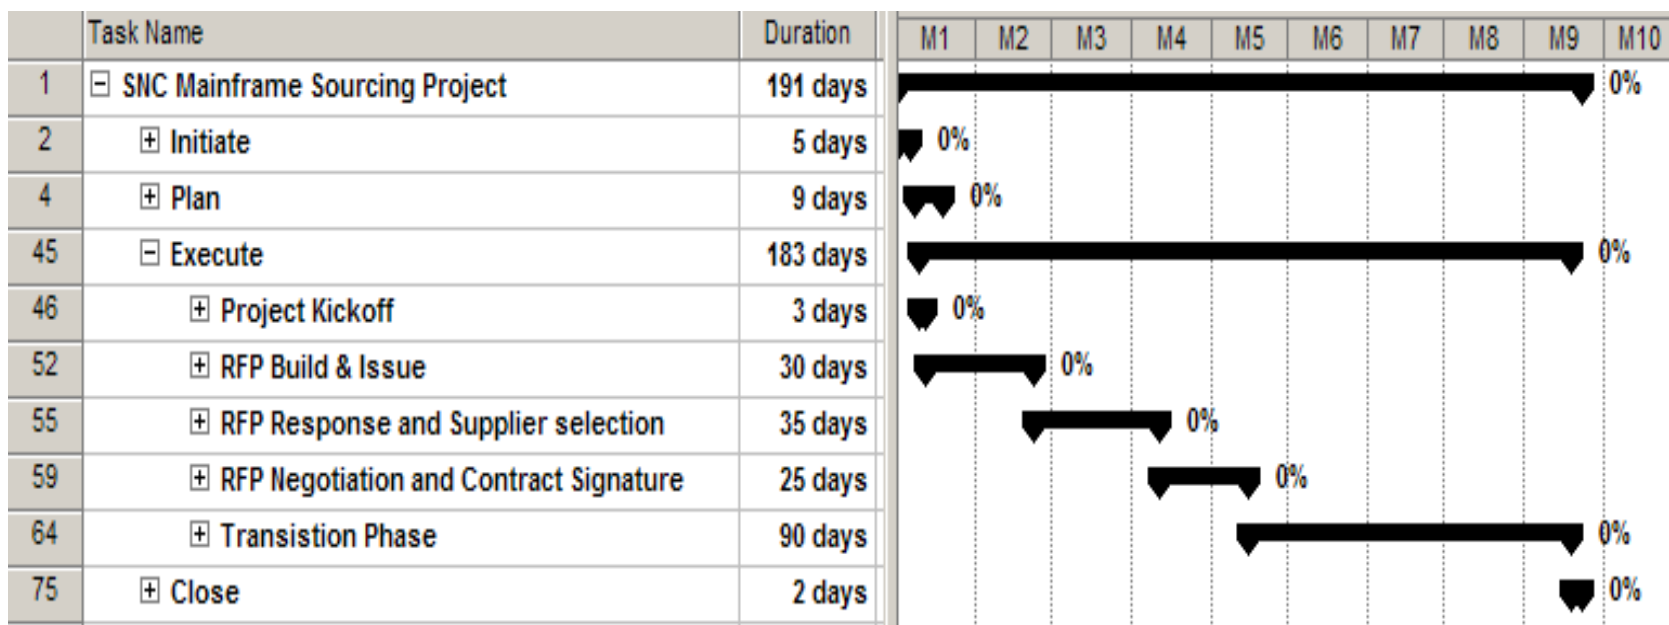 Task Name Duration M1 M2 M3 M4 M5 M6 M7 M8 M9 M10
1 SNC Mainframe Sourcing Project 191 days 0%
2 Initiate 5 days 0%
4 Plan 9 days 0%
45 Execute 183 days 0%
46 Project Kickoff 3 days 0%
52 RFP Build & Issue 30 days 0%
55 RFP Response and Supplier selection 35 days 0%
59 RFP Negotiation and Contract Signature 25 days 0%
64 Transistion Phase 90 days 0%
75 Close 2 days 0%